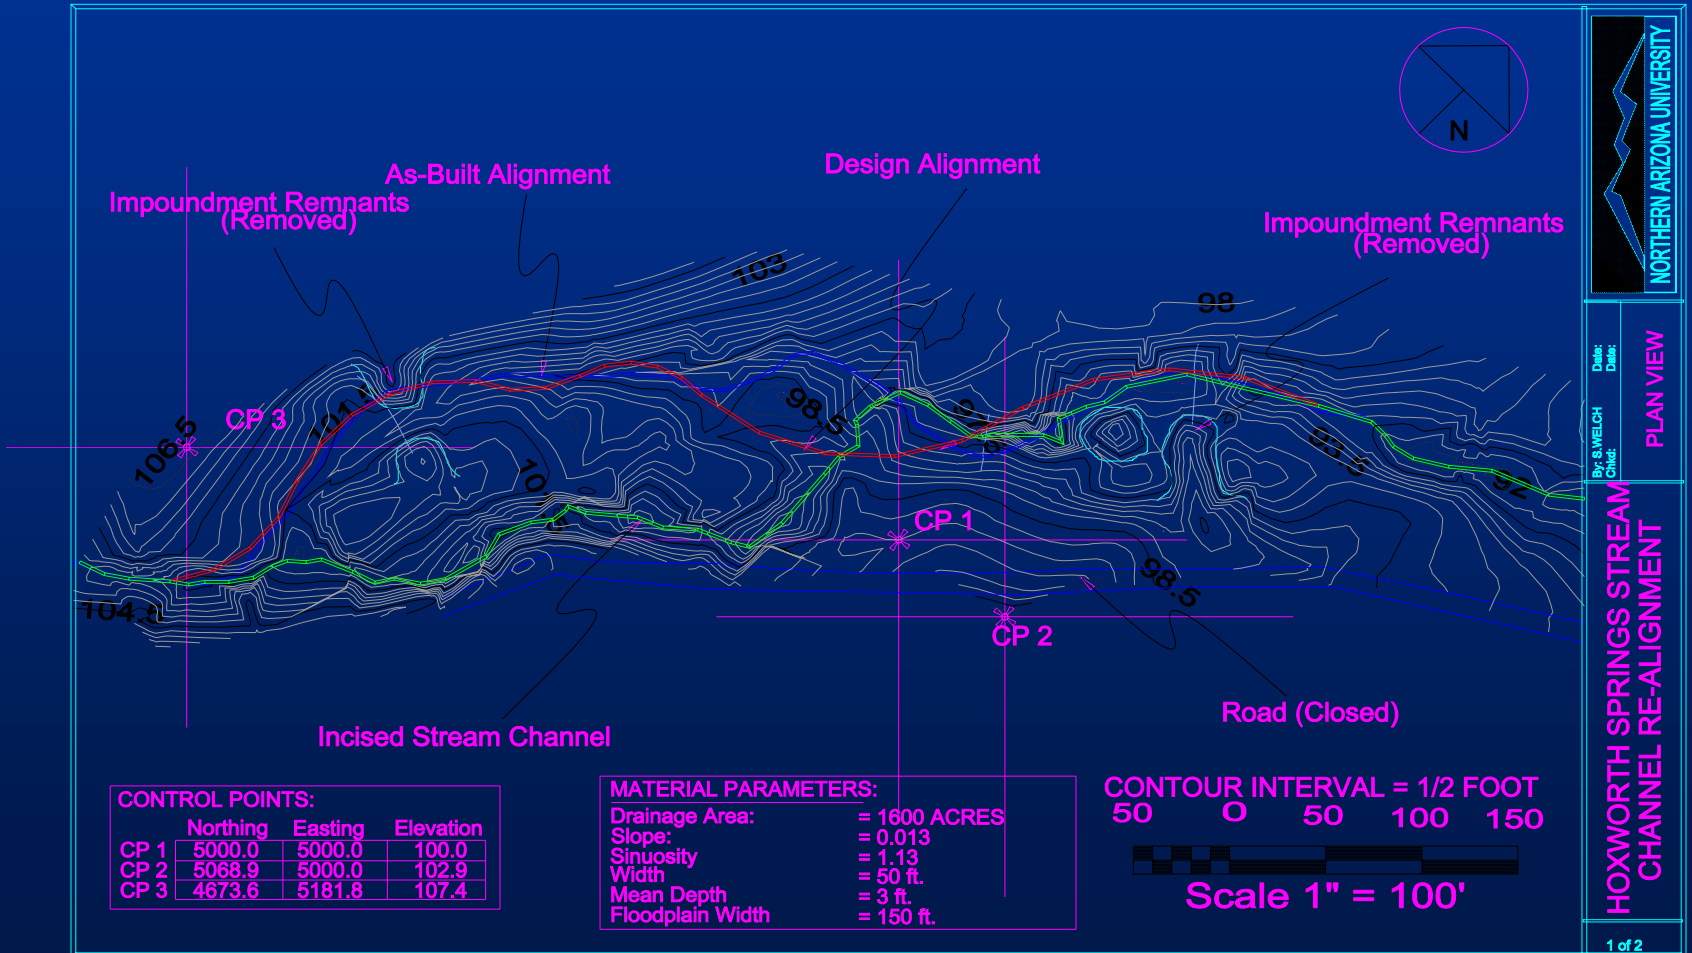 N
As-Built Alignment
Design Alignment
Impoundment Remnants
(Removed)
Impoundment Remnants
(Removed)
103
98
CP 3
106.5
98.5
93.5
92
CP 1
98.5
104.5
CP 2
Incised Stream Channel
Road (Closed)
CONTROL POINTS:
Northing Easting Elevation
CP 1 5000.0 5000.0 100.0
CP 2 5068.9 5000.0 102.9
CP 3 4673.6 5181.8 107.4
MATERIAL PARAMETERS:
Drainage Area: = 1600 ACRES
Slope: = 0.013
Sinuosity = 1.13
Width = 50 ft.
Mean Depth = 3 ft.
Floodplain Width = 150 ft.
CONTOUR INTERVAL = 1/2 FOOT
50 0 50 100 150
Scale 1" = 100'
NORTHERN ARIZONA UNIVERSITY
PLAN VIEW
By: S.WELCH Date:
Chkd: Date:
HOXWORTH SPRINGS STREAM
CHANNEL RE-ALIGNMENT
1 of 2